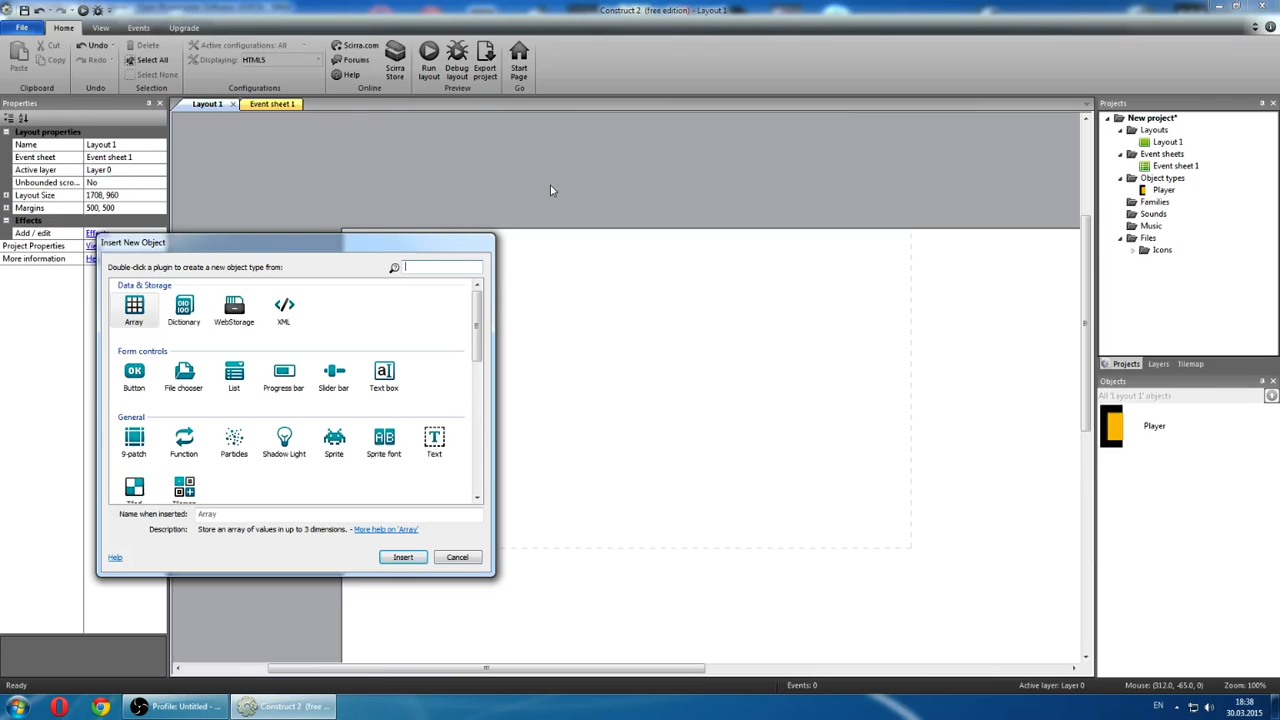 Construct 2 (free edition) - Layout 1
File Home View Events Upgrade
Paste Cut Copy Clipboard
Undo Redo Undo
Delete Select All Select None Selection
Active configurations: All
Displaying: HTML5
Configurations
Scirra.com Forums Help Scirra Store Online
Run layout Debug layout Export project Preview
Start Page Go
Properties
Layout 1 Event sheet 1
Projects
Layout properties
Name Layout 1
Event sheet Event sheet 1
Active layer Layer 0
Unbounded scro... No
Layout Size 1708, 960
Margins 500, 500
Effects
Add / edit Effe
Project Properties Vie
More information He
Insert New Object
Double-click a plugin to create a new object type from:
Data & Storage
Array Dictionary WebStorage XML
Form controls
Button File chooser List Progress bar Slider bar Text box
General
9-patch Function Particles Shadow Light Sprite Sprite font Text
Name when inserted: Array
Description: Store an array of values in up to 3 dimensions. - More help on 'Array'
Help Insert Cancel
New project*
Layouts
Layout 1
Event sheets
Event sheet 1
Object types
Player
Families
Sounds
Music
Files
Icons
Projects Layers Tilemap
Objects
All 'Layout 1' objects
Player
Ready Events: 0 Active layer: Layer 0 Mouse: (312.0, -65.0, 0) Zoom: 100%
Profile: Untitled - ... Construct 2 (free ... EN 18:38
30.03.2015